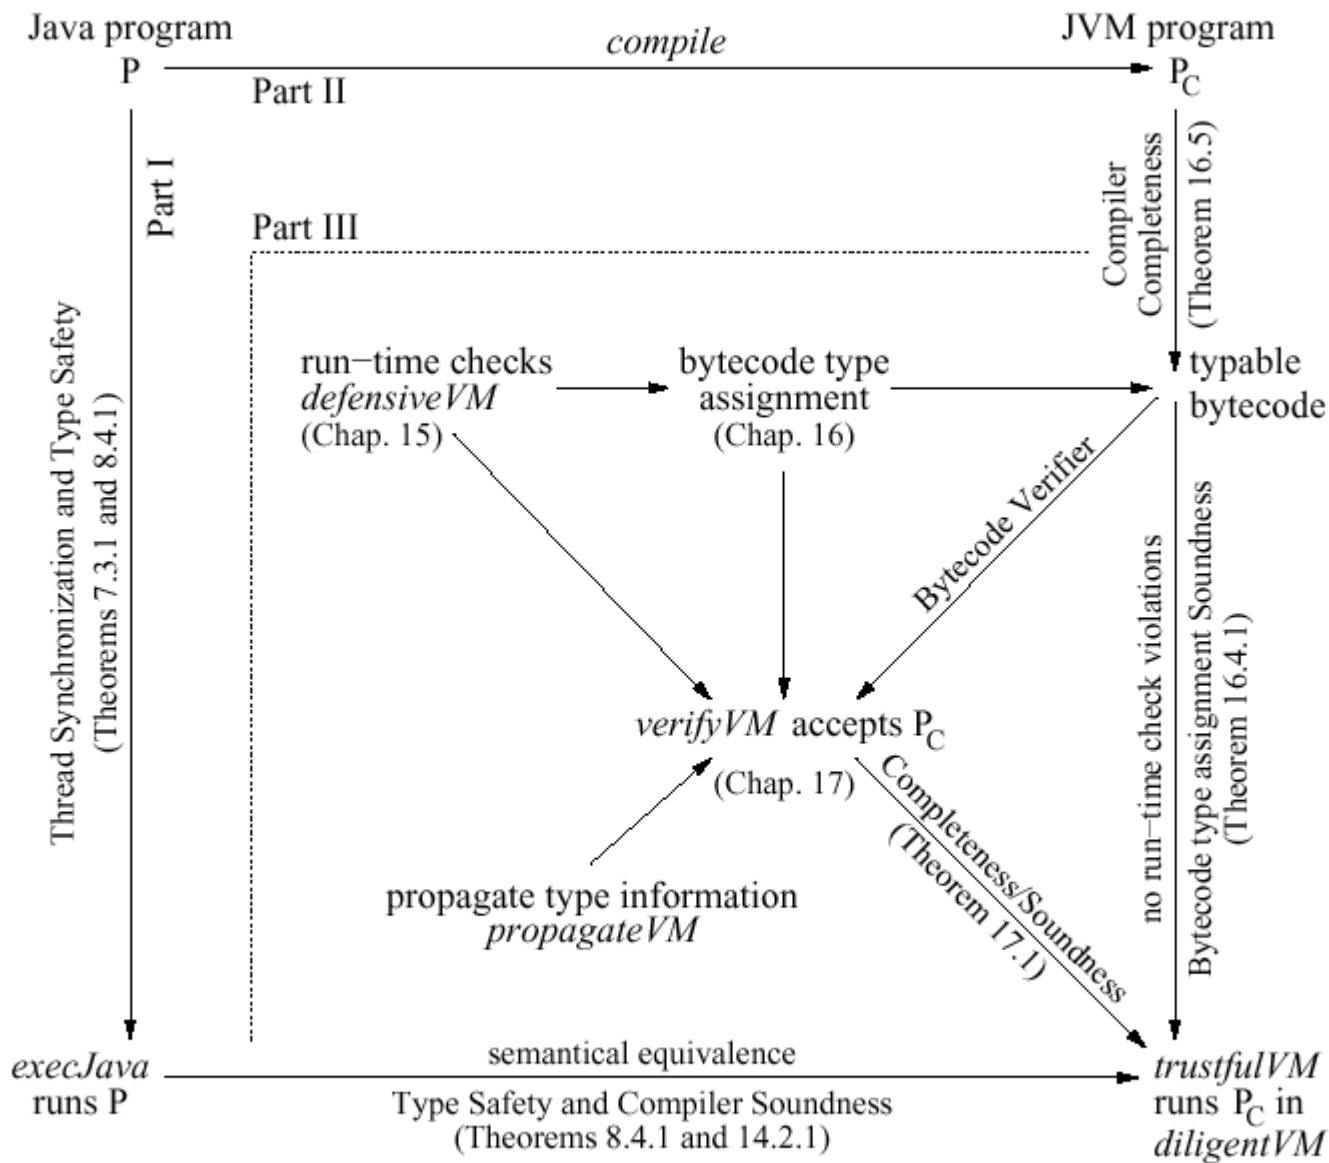 Java program
P
compile
JVM program
P_C
Part II
Part I
Thread Synchronization and Type Safety
(Theorems 7.3.1 and 8.4.1)
Compiler
Completeness
(Theorem 16.5)
Part III
run−time checks
defensiveVM
(Chap. 15)
bytecode type
assignment
(Chap. 16)
typable
bytecode
Bytecode Verifier
no run−time check violations
Bytecode type assignment Soundness
(Theorem 16.4.1)
verifyVM accepts P_C
(Chap. 17)
Completeness/Soundness
(Theorem 17.1)
propagate type information
propagateVM
execJava
runs P
semantical equivalence
Type Safety and Compiler Soundness
(Theorems 8.4.1 and 14.2.1)
trustfulVM
runs P_C in
diligentVM